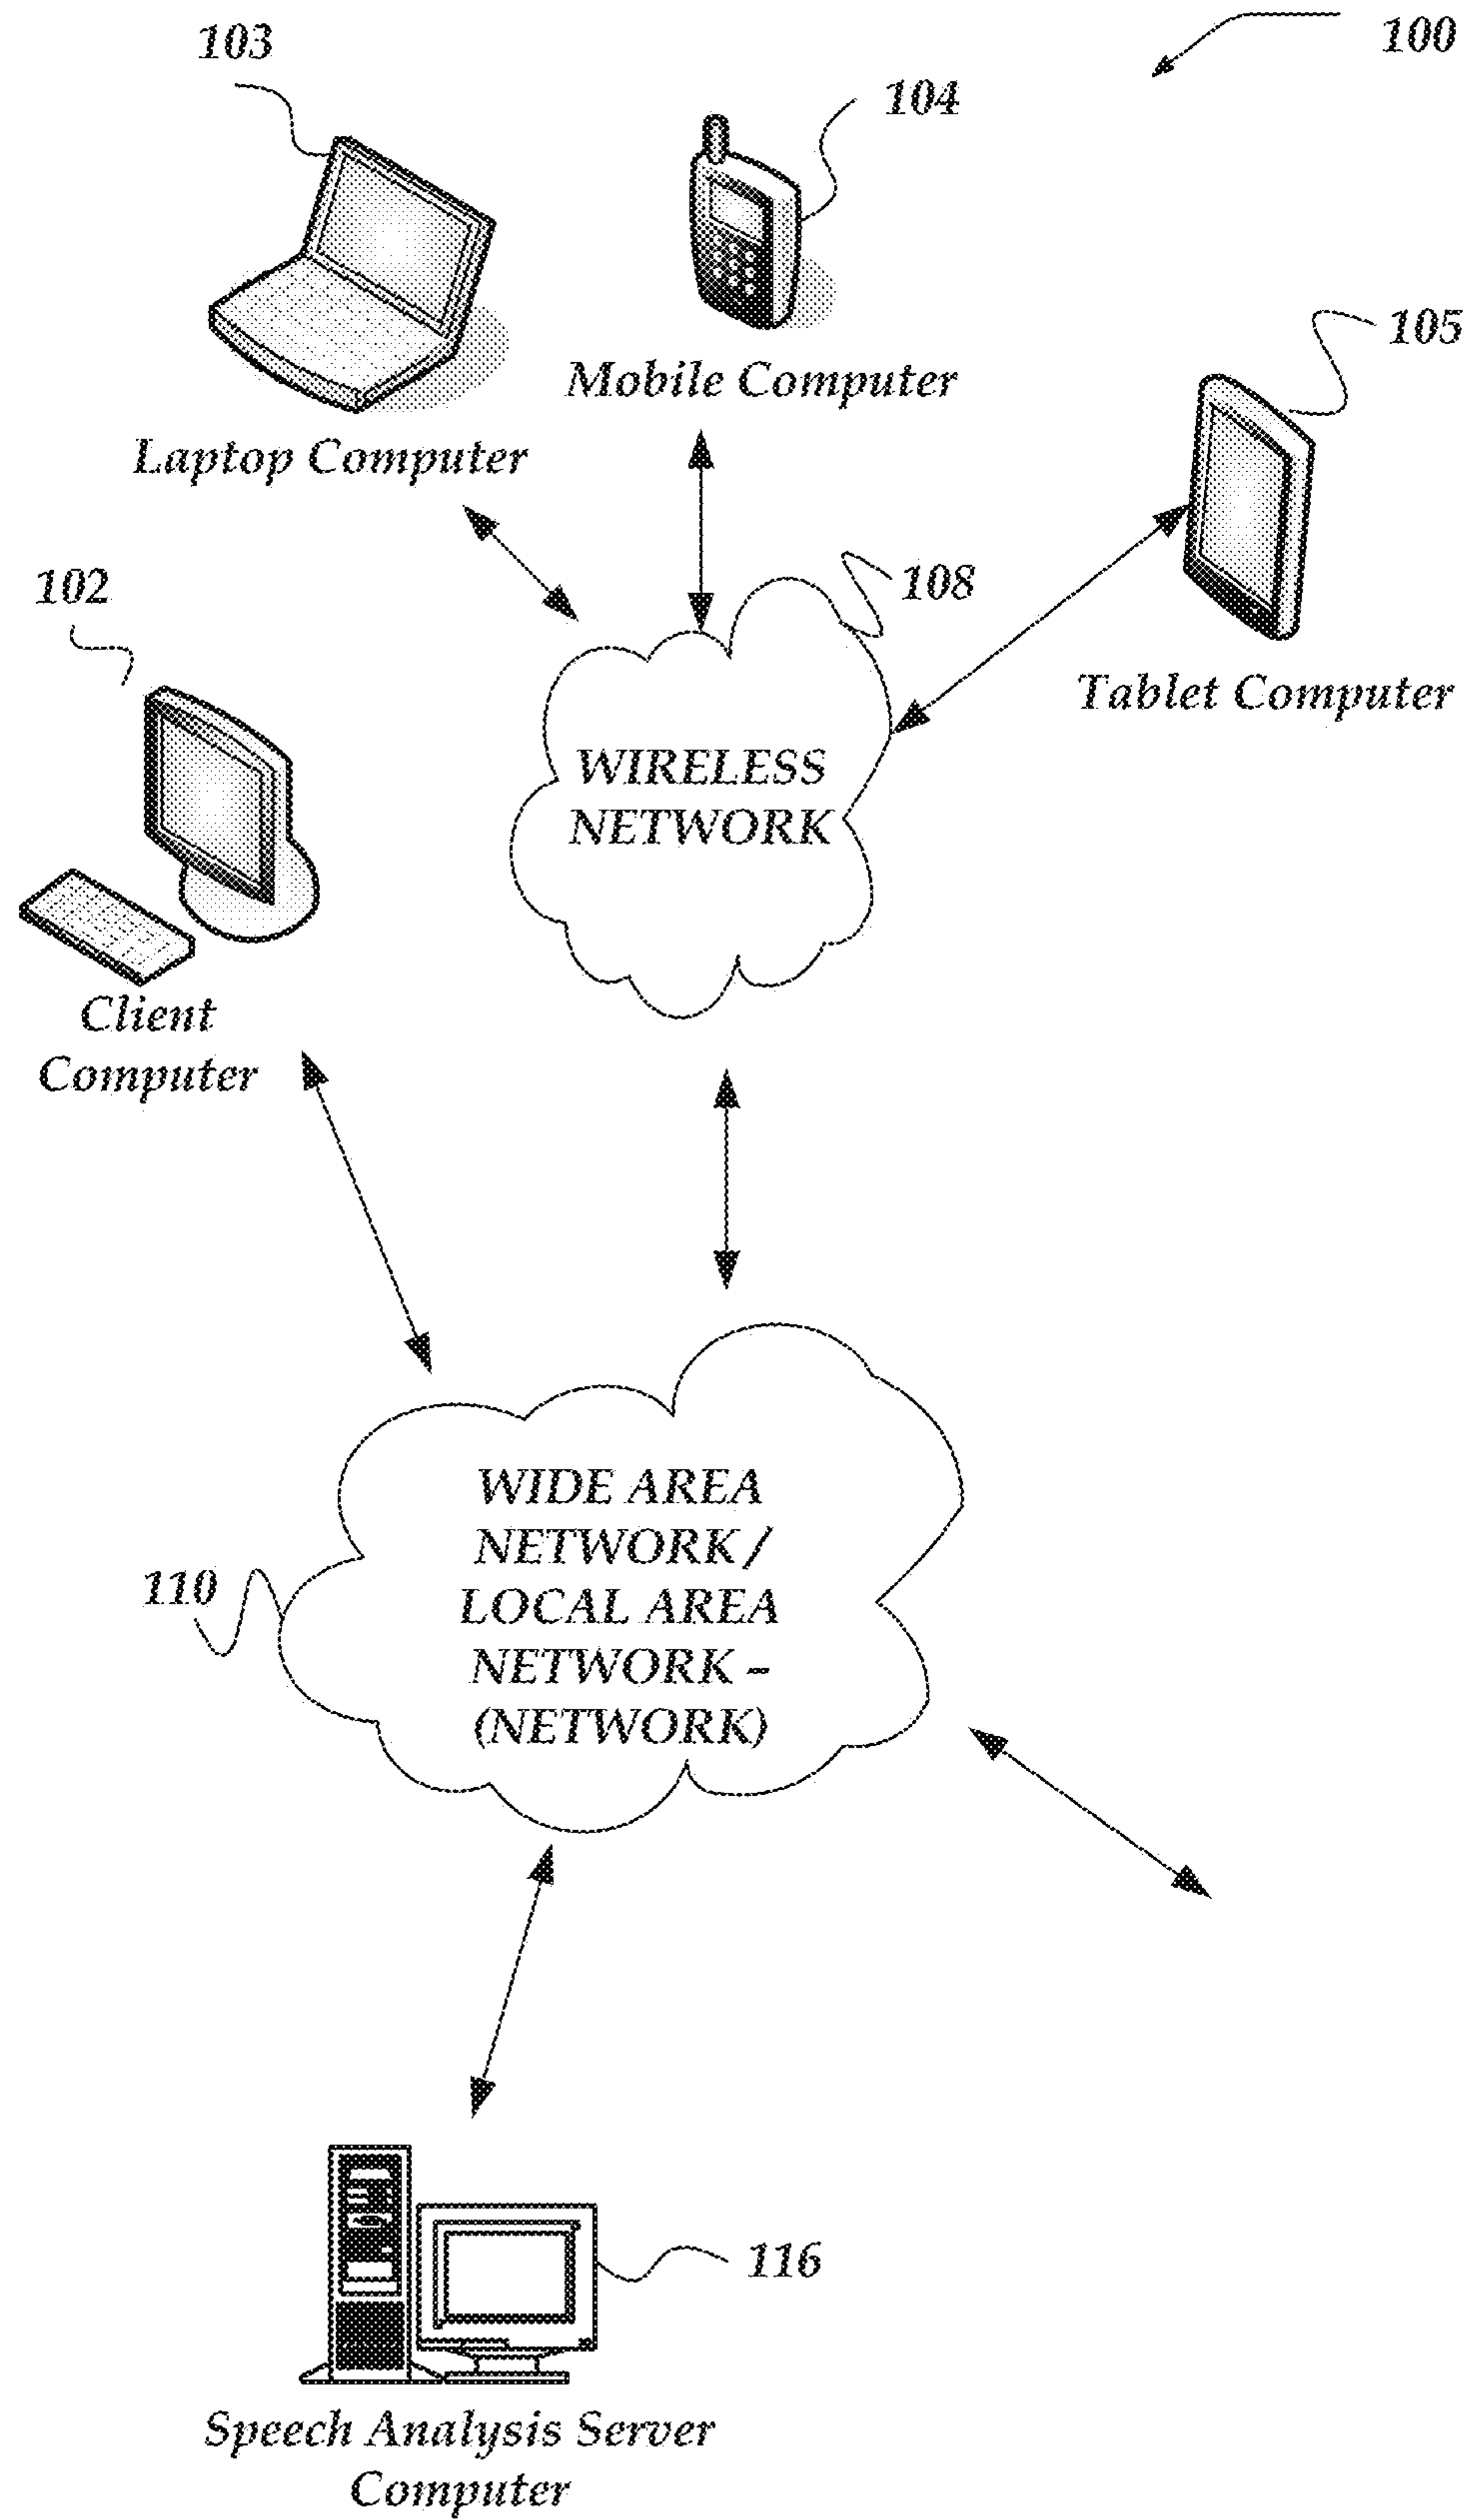 103
100
104
Mobile Computer
105
Laptop Computer
108
102
Tablet Computer
WIRELESS
NETWORK
Client
Computer
WIDE AREA
NETWORK /
LOCAL AREA
NETWORK –
(NETWORK)
110
116
Speech Analysis Server
Computer